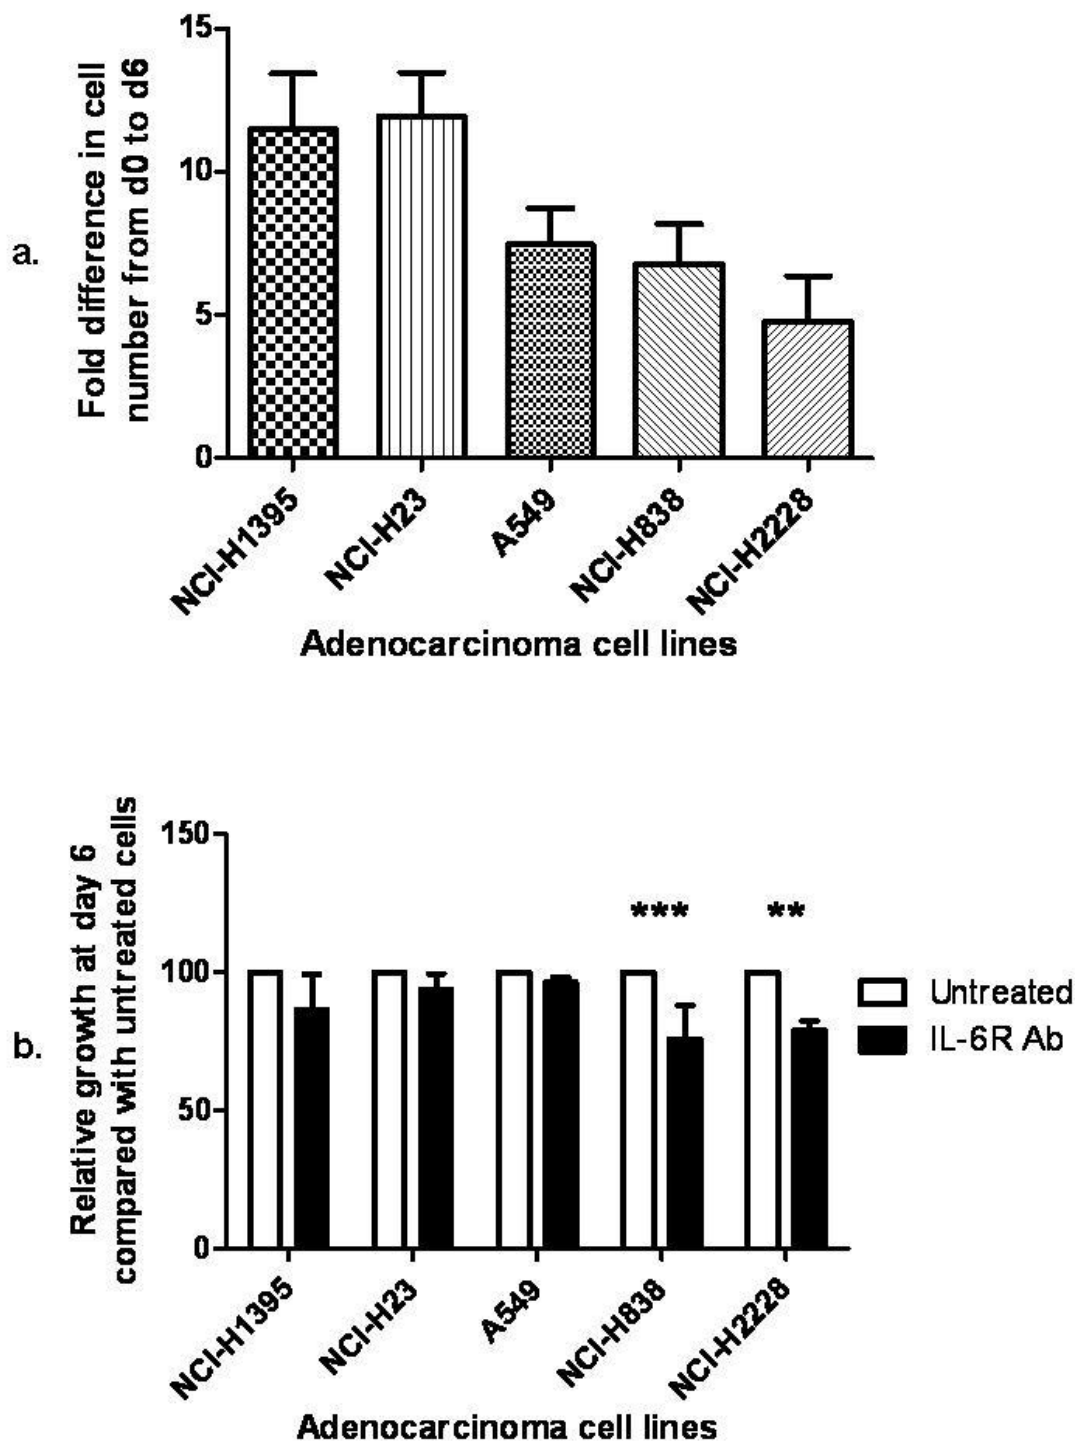 a.
Fold difference in cell
number from d0 to d6
15
10
5
0
NCI-H1395
NCI-H23
A549
NCI-H838
NCI-H2228
Adenocarcinoma cell lines
b.
Relative growth at day 6
compared with untreated cells
150
100
50
0
***
**
Untreated
IL-6R Ab
NCI-H1395
NCI-H23
A549
NCI-H838
NCI-H2228
Adenocarcinoma cell lines